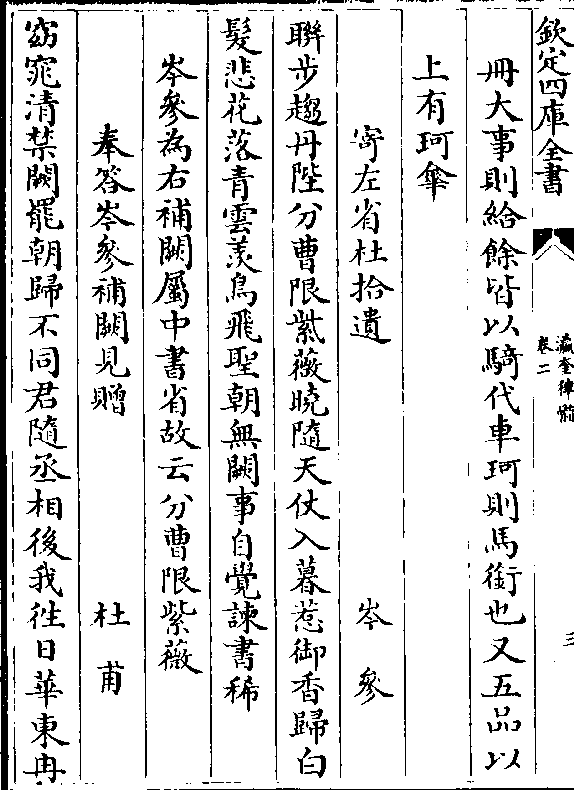 欽定四庫全書
瀛奎律髓
卷二
三
冊大事則給餘皆以騎代車珂則馬銜也又五品以
上有珂傘
寄左省杜拾遺 岑參
聯步趨丹陛分曹限紫薇曉隨天仗入暮惹御香歸白
髮悲花落青雲羨鳥飛聖朝無闕事自覺諫書稀
岑參為右補闕屬中書省故云分曹限紫薇
奉答岑參補闕見贈 杜甫
窈窕清禁闥罷朝歸不同君隨丞相後我徃日華東冉